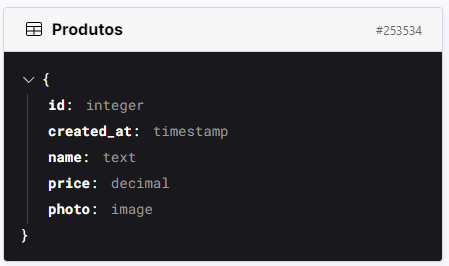 Produtos #253534
{
id: integer
created_at: timestamp
name: text
price: decimal
photo: image
}